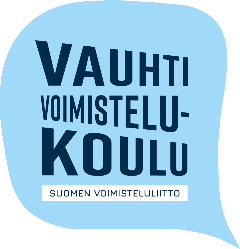 VAUHTI
VOIMISTELU-
KOULU
SUOMEN VOIMISTELULIITTO